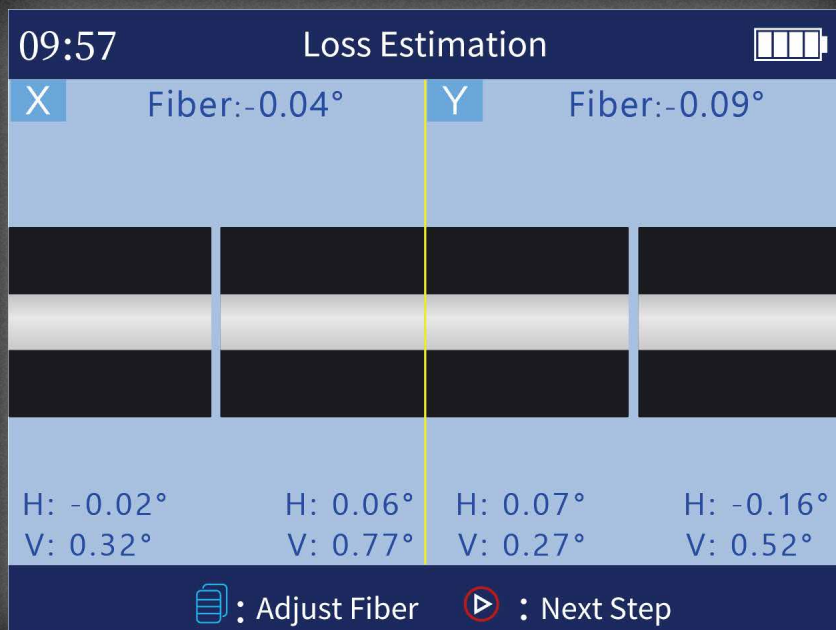 09:57 Loss Estimation
X Fiber:-0.04° Y Fiber:-0.09°
H: -0.02° H: 0.06° H: 0.07° H: -0.16°
V: 0.32° V: 0.77° V: 0.27° V: 0.52°
: Adjust Fiber : Next Step